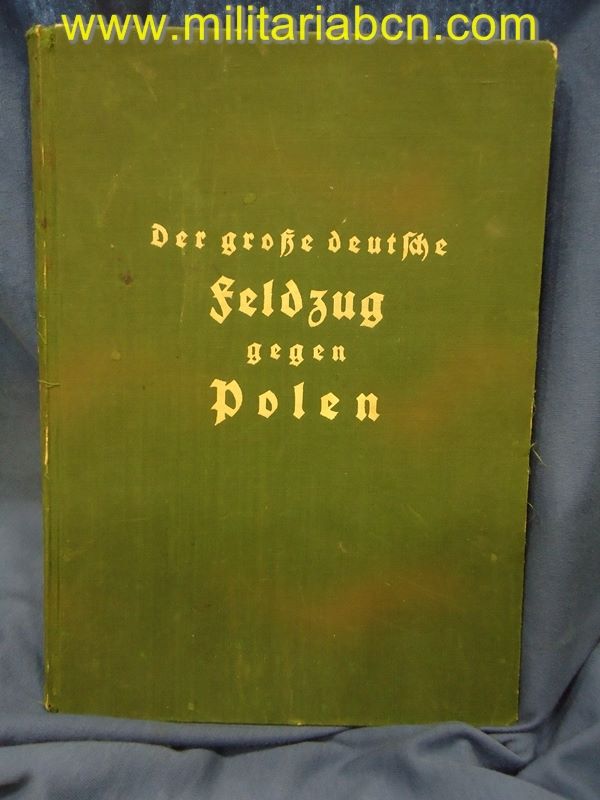 www.militariabcn.com
Der große deutsche
Feldzug
gegen
Polen